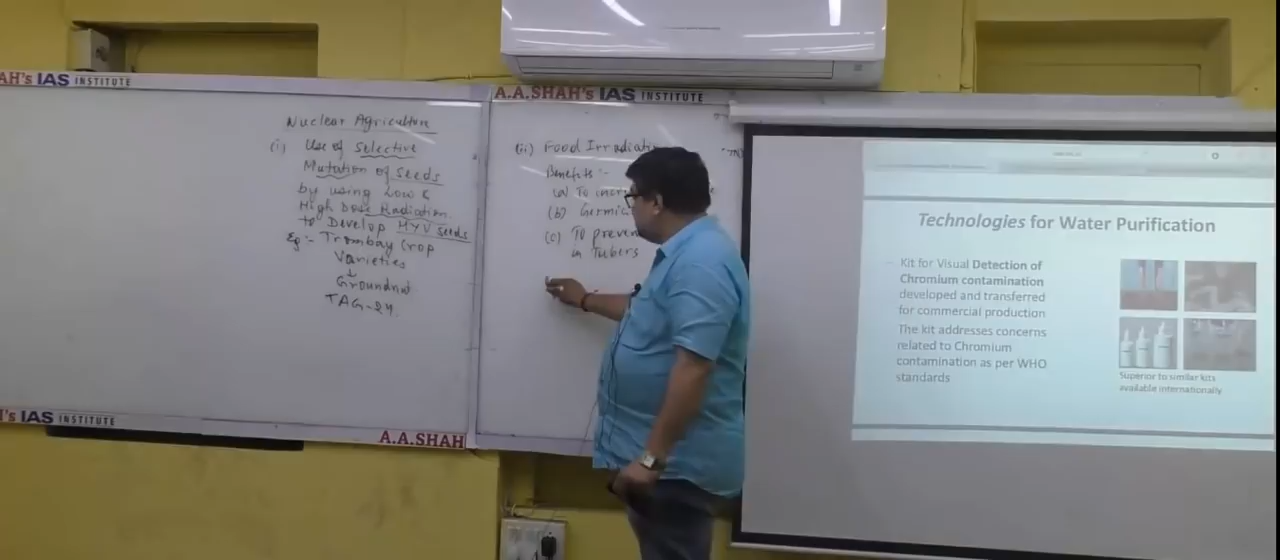 AH's IAS INSTITUTE
A.A.SHAH's IAS INSTITUTE
Nuclear Agriculture
(i) Use of Selective
Mutation of Seeds
by using Low &
High Dose Radiation
to Develop HYV Seeds
Eg:- Trombay Crop
Varieties
↓
Groundnut
TAG-24.
(ii) Food Irradiatio
Benefits:-
(a) To incr
(b) Germic
(c) To preven
in Tubers
Technologies for Water Purification
Kit for Visual Detection of
Chromium contamination
developed and transferred
for commercial production
The kit addresses concerns
related to Chromium
contamination as per WHO
standards
Superior to similar kits
available internationally
's IAS INSTITUTE
A.A.SHAH